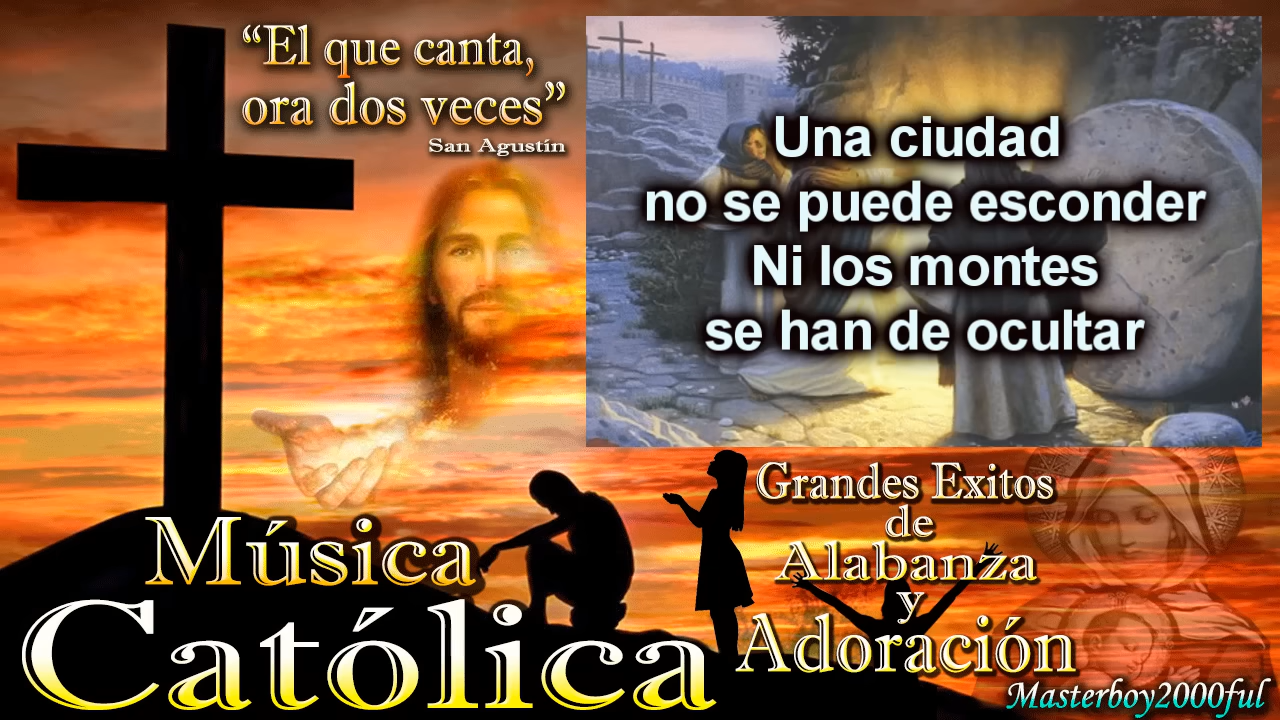 “El que canta,
ora dos veces”
San Agustín
Una ciudad
no se puede esconder
Ni los montes
se han de ocultar
Música
Católica
Grandes Exitos
de
Alabanza
y
Adoración
Masterboy2000ful